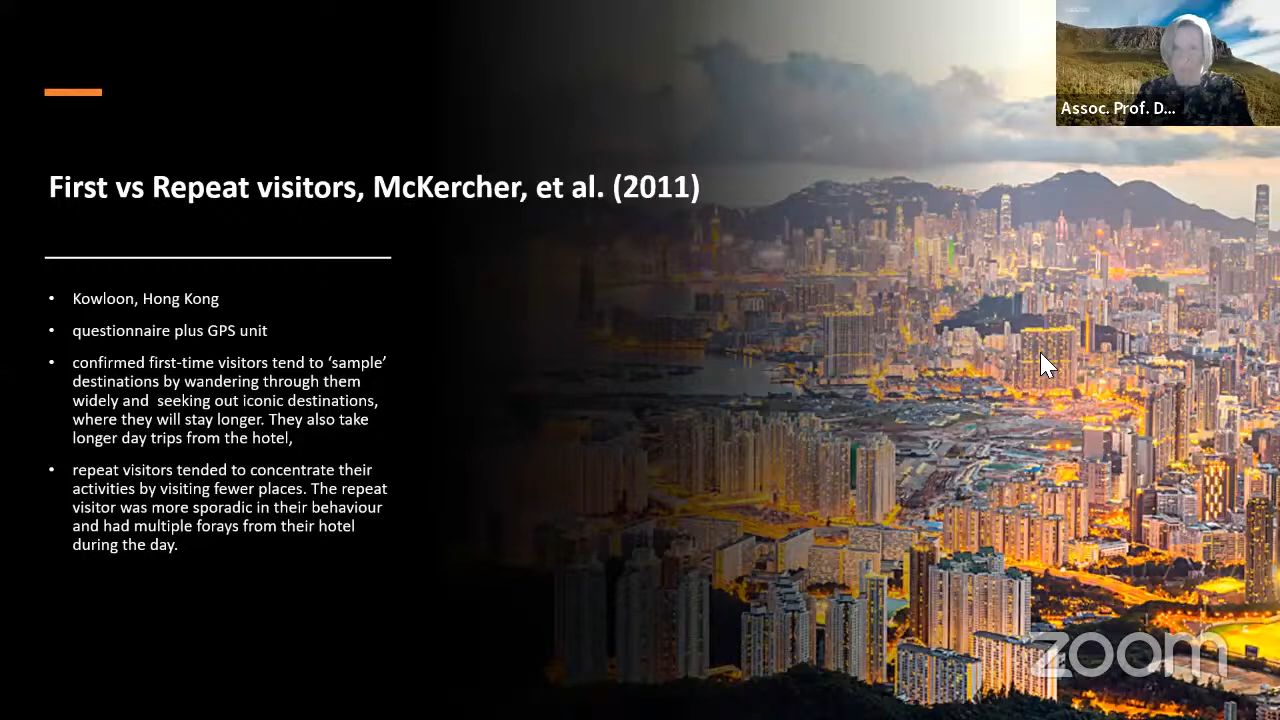 Assoc. Prof. D...
First vs Repeat visitors, McKercher, et al. (2011)
• Kowloon, Hong Kong
• questionnaire plus GPS unit
• confirmed first-time visitors tend to ‘sample’
destinations by wandering through them
widely and  seeking out iconic destinations,
where they will stay longer. They also take
longer day trips from the hotel,
• repeat visitors tended to concentrate their
activities by visiting fewer places. The repeat
visitor was more sporadic in their behaviour
and had multiple forays from their hotel
during the day.
zoom